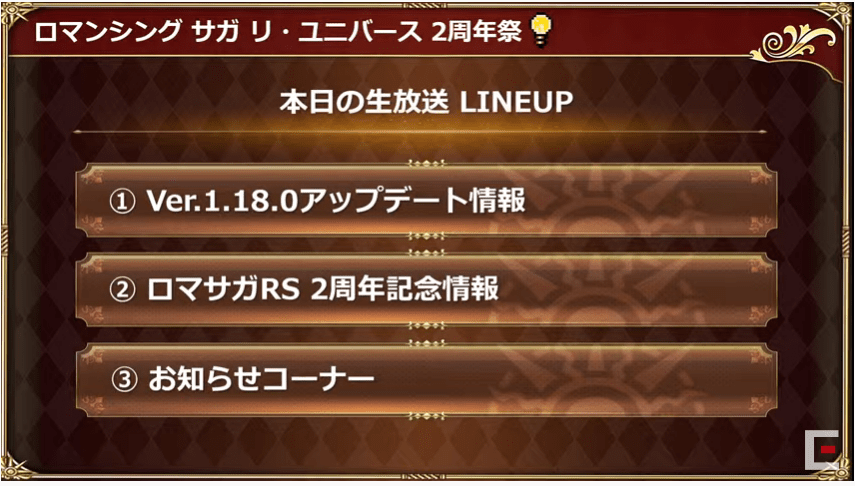 ロマンシング サガ リ・ユニバース 2周年祭
本日の生放送 LINEUP
① Ver.1.18.0アップデート情報
② ロマサガRS 2周年記念情報
③ お知らせコーナー